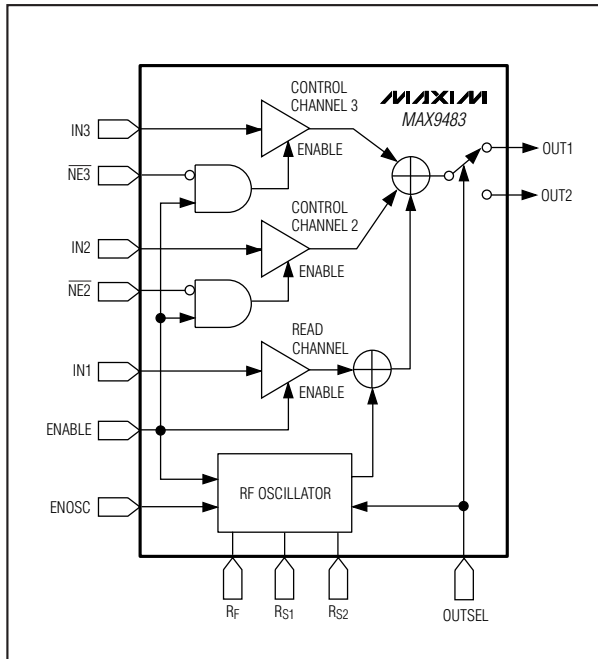 CONTROL
CHANNEL 3
MAXIM
MAX9483
IN3
ENABLE
OUT1
NE3
OUT2
CONTROL
CHANNEL 2
IN2
ENABLE
NE2
READ
CHANNEL
IN1
ENABLE
ENABLE
RF OSCILLATOR
ENOSC
RF
RS1
RS2
OUTSEL